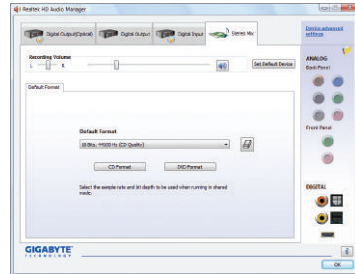 Realtek HD Audio Manager
Digital Output(Optical)
Digital Output
Digital Input
Stereo Mix
Device advanced settings
Recording Volume
L
R
Set Default Device
ANALOG
Back Panel
Default Format
Default Format
16 Bits, 44100 Hz (CD Quality)
CD Format
DVD Format
Select the sample rate and bit depth to be used when running in shared
mode.
Front Panel
DIGITAL
GIGABYTE
TECHNOLOGY
OK